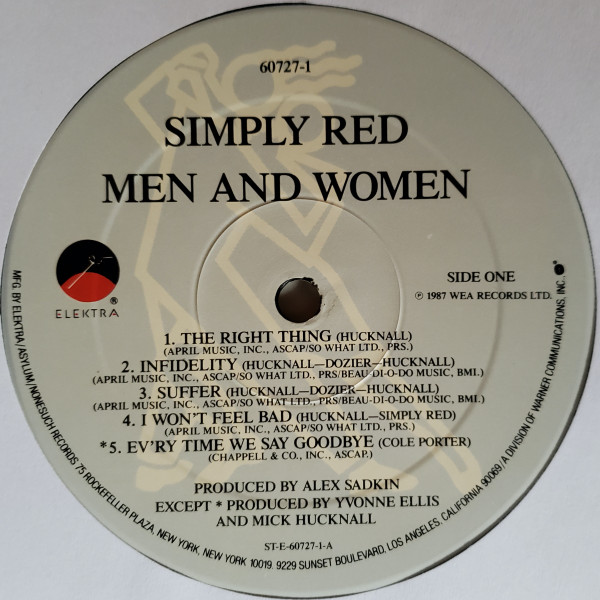 60727-1
SIMPLY RED
MEN AND WOMEN
ELEKTRA®
SIDE ONE
℗ 1987 WEA RECORDS LTD.
1. THE RIGHT THING (HUCKNALL)
(APRIL MUSIC, INC., ASCAP/SO WHAT LTD., PRS.)
2. INFIDELITY (HUCKNALL—DOZIER—HUCKNALL)
(APRIL MUSIC, INC., ASCAP/SO WHAT LTD., PRS/BEAU-DI-O-DO MUSIC, BMI.)
3. SUFFER (HUCKNALL—DOZIER—HUCKNALL)
(APRIL MUSIC, INC., ASCAP/SO WHAT LTD., PRS/BEAU-DI-O-DO MUSIC, BMI.)
4. I WON'T FEEL BAD (HUCKNALL—SIMPLY RED)
(APRIL MUSIC, INC., ASCAP/SO WHAT LTD., PRS.)
*5. EV'RY TIME WE SAY GOODBYE (COLE PORTER)
(CHAPPELL & CO., INC., ASCAP.)
PRODUCED BY ALEX SADKIN
EXCEPT * PRODUCED BY YVONNE ELLIS
AND MICK HUCKNALL
ST-E-60727-1-A
MFG. BY ELEKTRA/ASYLUM/NONESUCH RECORDS 75 ROCKEFELLER PLAZA, NEW YORK, NEW YORK 10019. 9229 SUNSET BOULEVARD, LOS ANGELES, CALIFORNIA 90069/A DIVISION OF WARNER COMMUNICATIONS, INC.